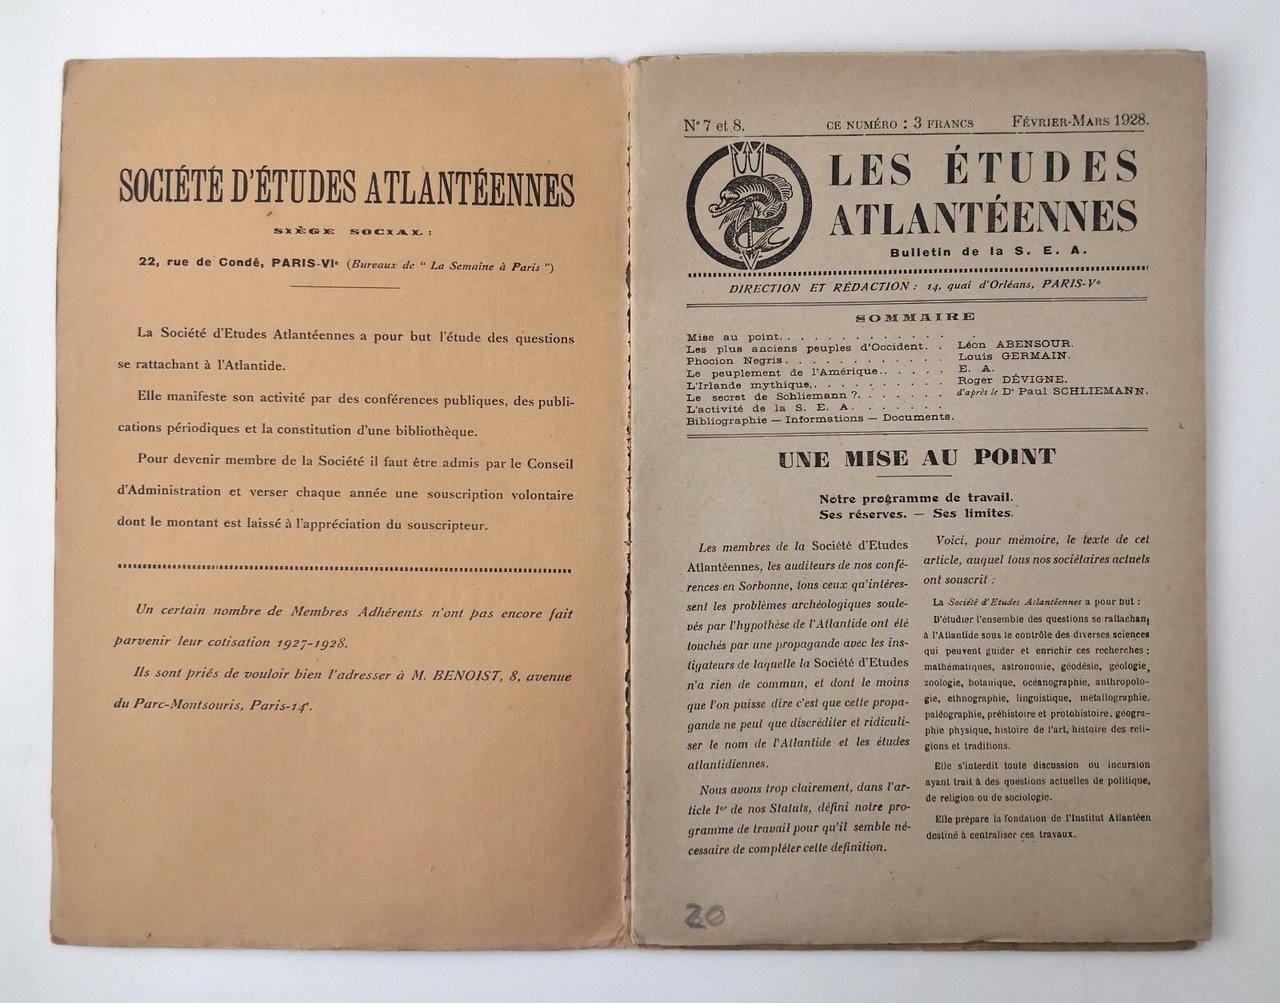 SOCIÉTÉ D'ÉTUDES ATLANTÉENNES
SIÈGE SOCIAL :
22, rue de Condé, PARIS-VIe (Bureaux de “ La Semaine à Paris ”)
La Société d'Etudes Atlantéennes a pour but l'étude des questions
se rattachant à l'Atlantide.
Elle manifeste son activité par des conférences publiques, des publi-
cations périodiques et la constitution d'une bibliothèque.
Pour devenir membre de la Société il faut être admis par le Conseil
d'Administration et verser chaque année une souscription volontaire
dont le montant est laissé à l'appréciation du souscripteur.
Un certain nombre de Membres Adhérents n'ont pas encore fait
parvenir leur cotisation 1927-1928.
Ils sont priés de vouloir bien l'adresser à M. BENOIST, 8, avenue
du Parc-Montsouris, Paris-14e.
No 7 et 8. CE NUMÉRO : 3 FRANCS FÉVRIER-MARS 1928.
LES ÉTUDES
ATLANTÉENNES
Bulletin de la S. E. A.
DIRECTION ET RÉDACTION : 14, quai d'Orléans, PARIS-Ve
SOMMAIRE
Mise au point. . . . . . . . . . . . .
Les plus anciens peuples d'Occident. . Léon ABENSOUR.
Phocion Negris. . . . . . . . . . . . Louis GERMAIN.
Le peuplement de l'Amérique. . . . . . E. A.
L'Irlande mythique. . . . . . . . . . Roger DÉVIGNE.
Le secret de Schliemann ?. . . . . . . d'après le Dr Paul SCHLIEMANN.
L'activité de la S. E. A. . . . . . .
Bibliographie — Informations — Documents.
UNE MISE AU POINT
Notre programme de travail.
Ses réserves. — Ses limites.
Les membres de la Société d'Etudes
Atlantéennes, les auditeurs de nos confé-
rences en Sorbonne, tous ceux qu'intéres-
sent les problèmes archéologiques soule-
vés par l'hypothèse de l'Atlantide ont été
touchés par une propagande avec les ins-
tigateurs de laquelle la Société d'Etudes
n'a rien de commun, et dont le moins
que l'on puisse dire c'est que cette propa-
gande ne peut que discréditer et ridiculi-
ser le nom de l'Atlantide et les études
atlantidiennes.
Nous avons trop clairement, dans l'ar-
ticle 1er de nos Statuts, défini notre pro-
gramme de travail pour qu'il semble né-
cessaire de compléter cette definition.
Voici, pour mémoire, le texte de cet
article, auquel tous nos sociétaires actuels
ont souscrit :
La Société d'Etudes Atlantéennes a pour but :
D'étudier l'ensemble des questions se rattachant
à l'Atlantide sous le contrôle des diverses sciences
qui peuvent guider et enrichir ces recherches :
mathématiques, astronomie, géodésie, géologie,
zoologie, botanique, océanographie, anthropolo-
gie, ethnographie, linguistique, métallographie,
paléographie, préhistoire et protohistoire, géogra-
phie physique, histoire de l'art, histoire des reli-
gions et traditions.
Elle s'interdit toute discussion ou incursion
ayant trait à des questions actuelles de politique,
de religion ou de sociologie.
Elle prépare la fondation de l'Institut Atlantéen
destiné à centraliser ces travaux.
20